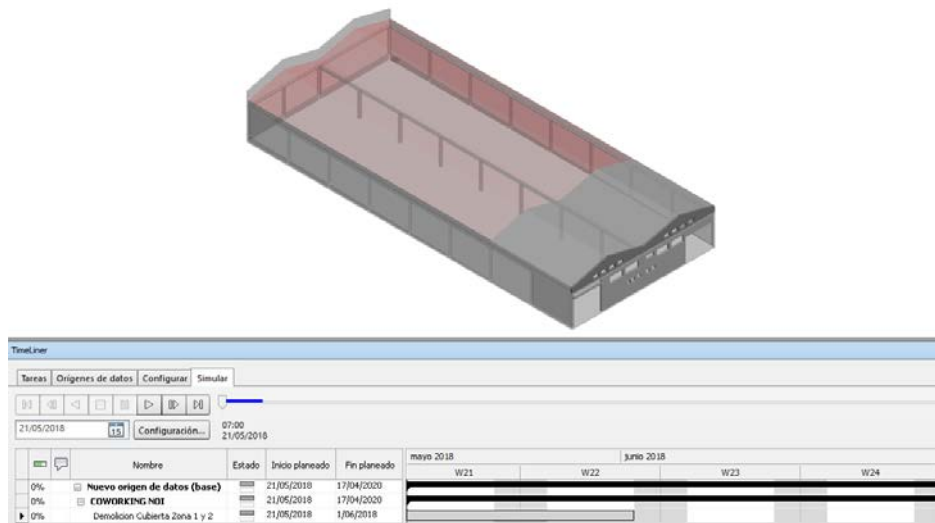 TimeLiner
Tareas Orígenes de datos Configurar Simular
21/05/2018 15 Configuración... 07:00
21/05/2018
Nombre Estado Inicio planeado Fin planeado mayo 2018 junio 2018
W21 W22 W23 W24
0% Nuevo origen de datos (base) 21/05/2018 17/04/2020
0% COWORKING NOI 21/05/2018 17/04/2020
0% Demolicion Cubierta Zona 1 y 2 21/05/2018 1/06/2018